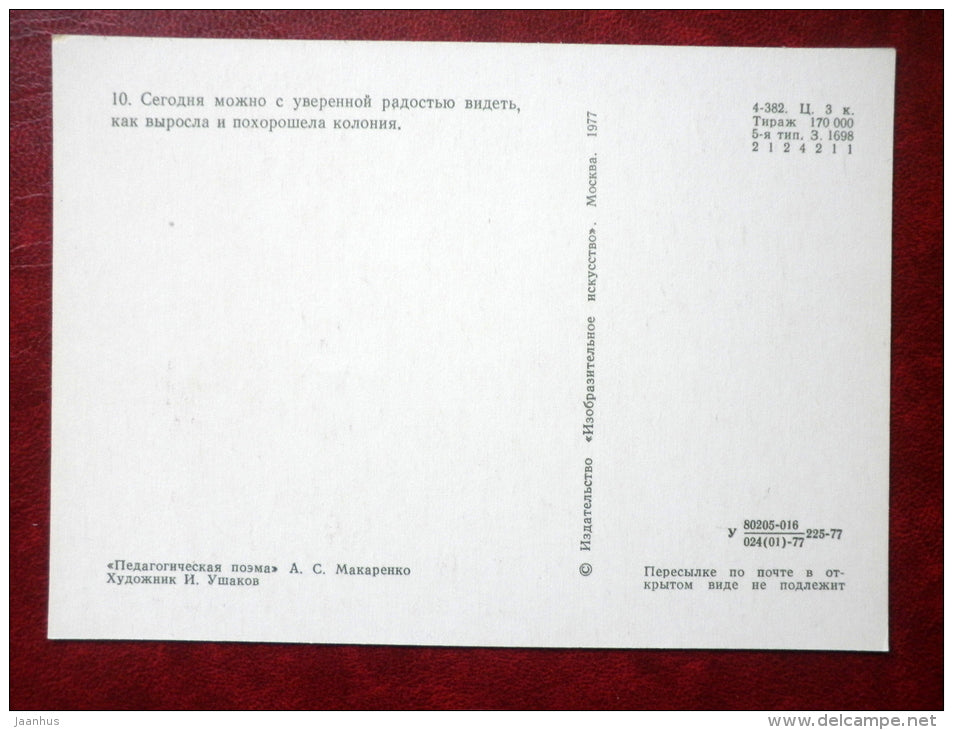 10. Сегодня можно с уверенной радостью видеть,
как выросла и похорошела колония.
4-382. Ц. 3 к.
Тираж 170 000
5-я тип. З. 1698
2 1 2 4 2 1 1
© Издательство «Изобразительное искусство». Москва. 1977
У 80205-016 225-77
024(01)-77
«Педагогическая поэма» А. С. Макаренко
Художник И. Ушаков
Пересылке по почте в от-
крытом виде не подлежит
jaanhus
www.delcampe.net